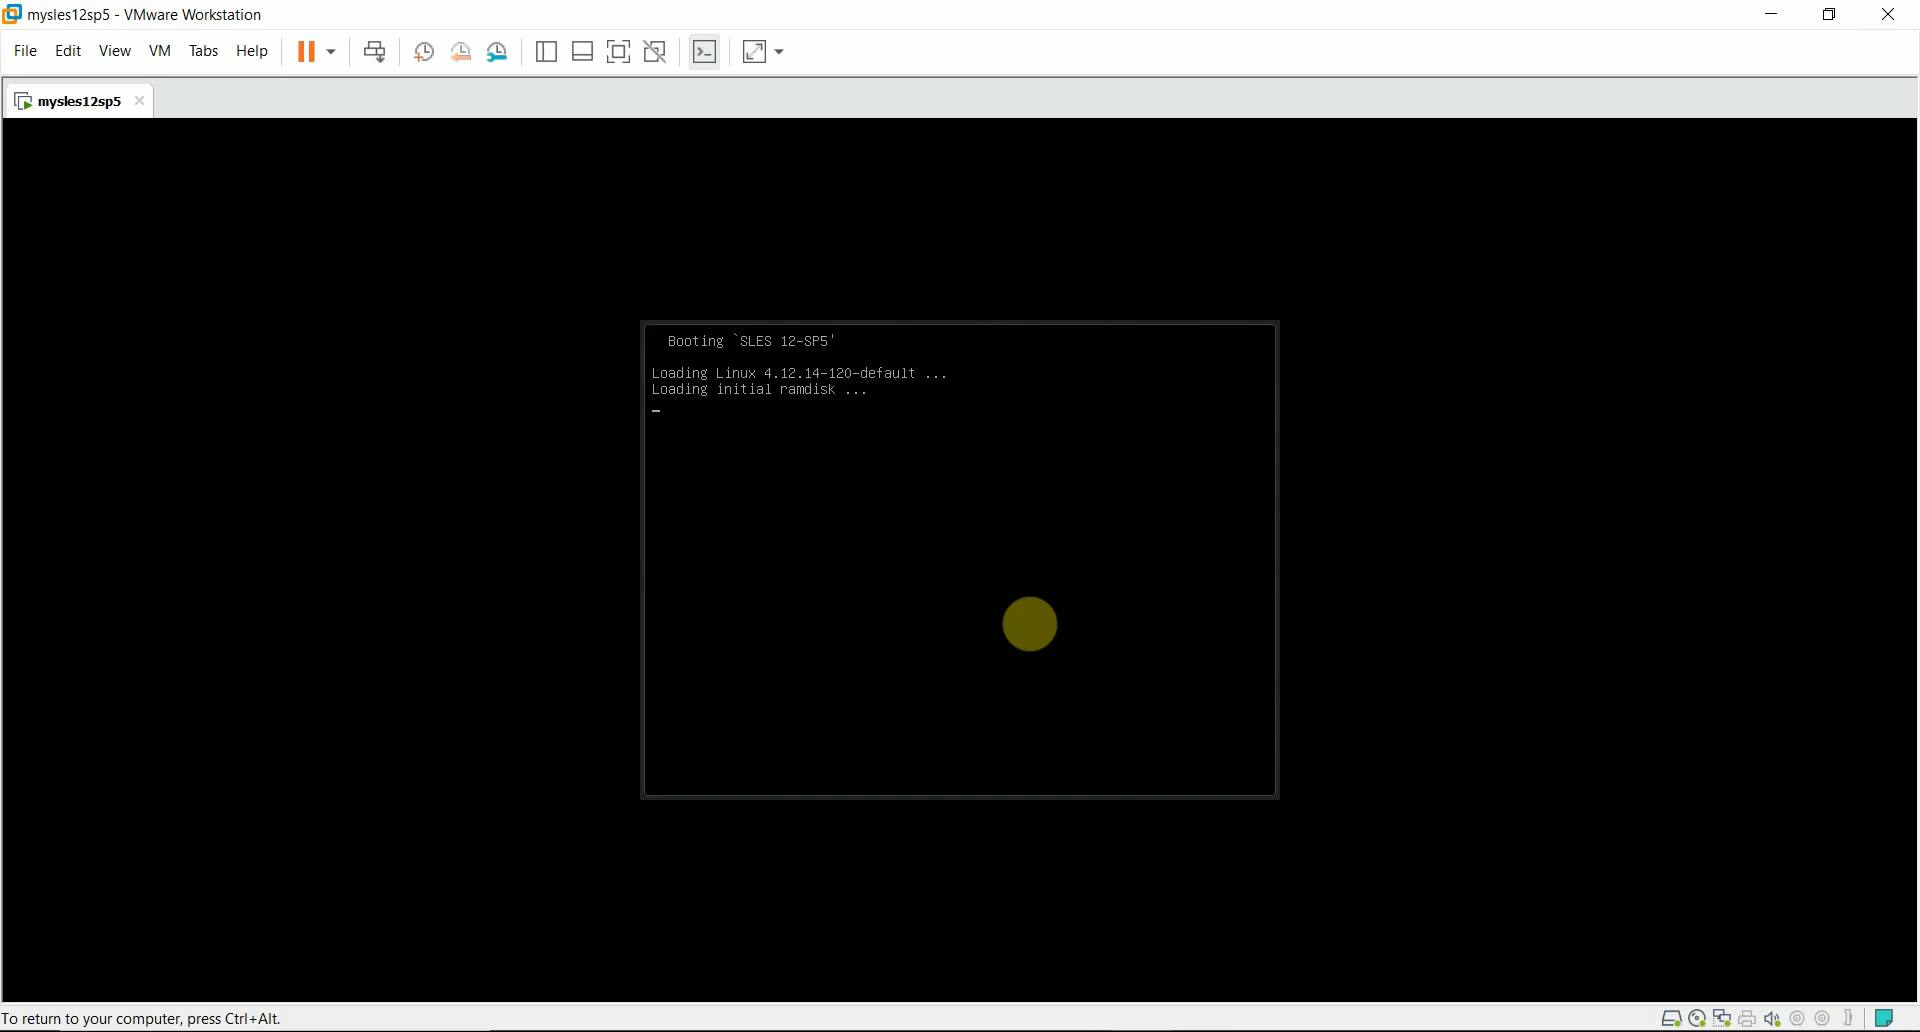 mysles12sp5 - VMware Workstation
File Edit View VM Tabs Help
mysles12sp5
Booting `SLES 12-SP5'
Loading Linux 4.12.14-120-default ...
Loading initial ramdisk ...
To return to your computer, press Ctrl+Alt.